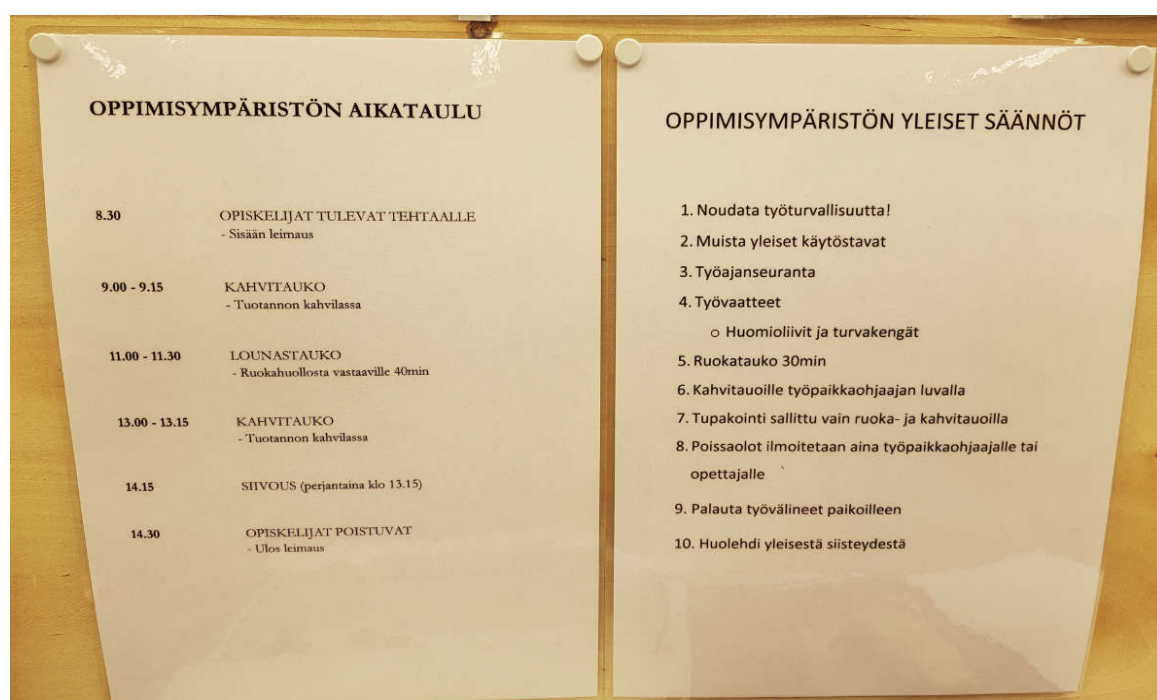 OPPIMISYMPÄRISTÖN AIKATAULU
8.30 OPISKELIJAT TULEVAT TEHTAALLE
- Sisään leimaus
9.00 - 9.15 KAHVITAUKO
- Tuotannon kahvilassa
11.00 - 11.30 LOUNASTAUKO
- Ruokahuollosta vastaaville 40min
13.00 - 13.15 KAHVITAUKO
- Tuotannon kahvilassa
14.15 SIIVOUS (perjantaina klo 13.15)
14.30 OPISKELIJAT POISTUVAT
- Ulos leimaus
OPPIMISYMPÄRISTÖN YLEISET SÄÄNNÖT
1. Noudata työturvallisuutta!
2. Muista yleiset käytöstavat
3. Työajanseuranta
4. Työvaatteet
o Huomioliivit ja turvakengät
5. Ruokatauko 30min
6. Kahvitauoille työpaikkaohjaajan luvalla
7. Tupakointi sallittu vain ruoka- ja kahvitauoilla
8. Poissaolot ilmoitetaan aina työpaikkaohjaajalle tai
opettajalle
9. Palauta työvälineet paikoilleen
10. Huolehdi yleisestä siisteydestä